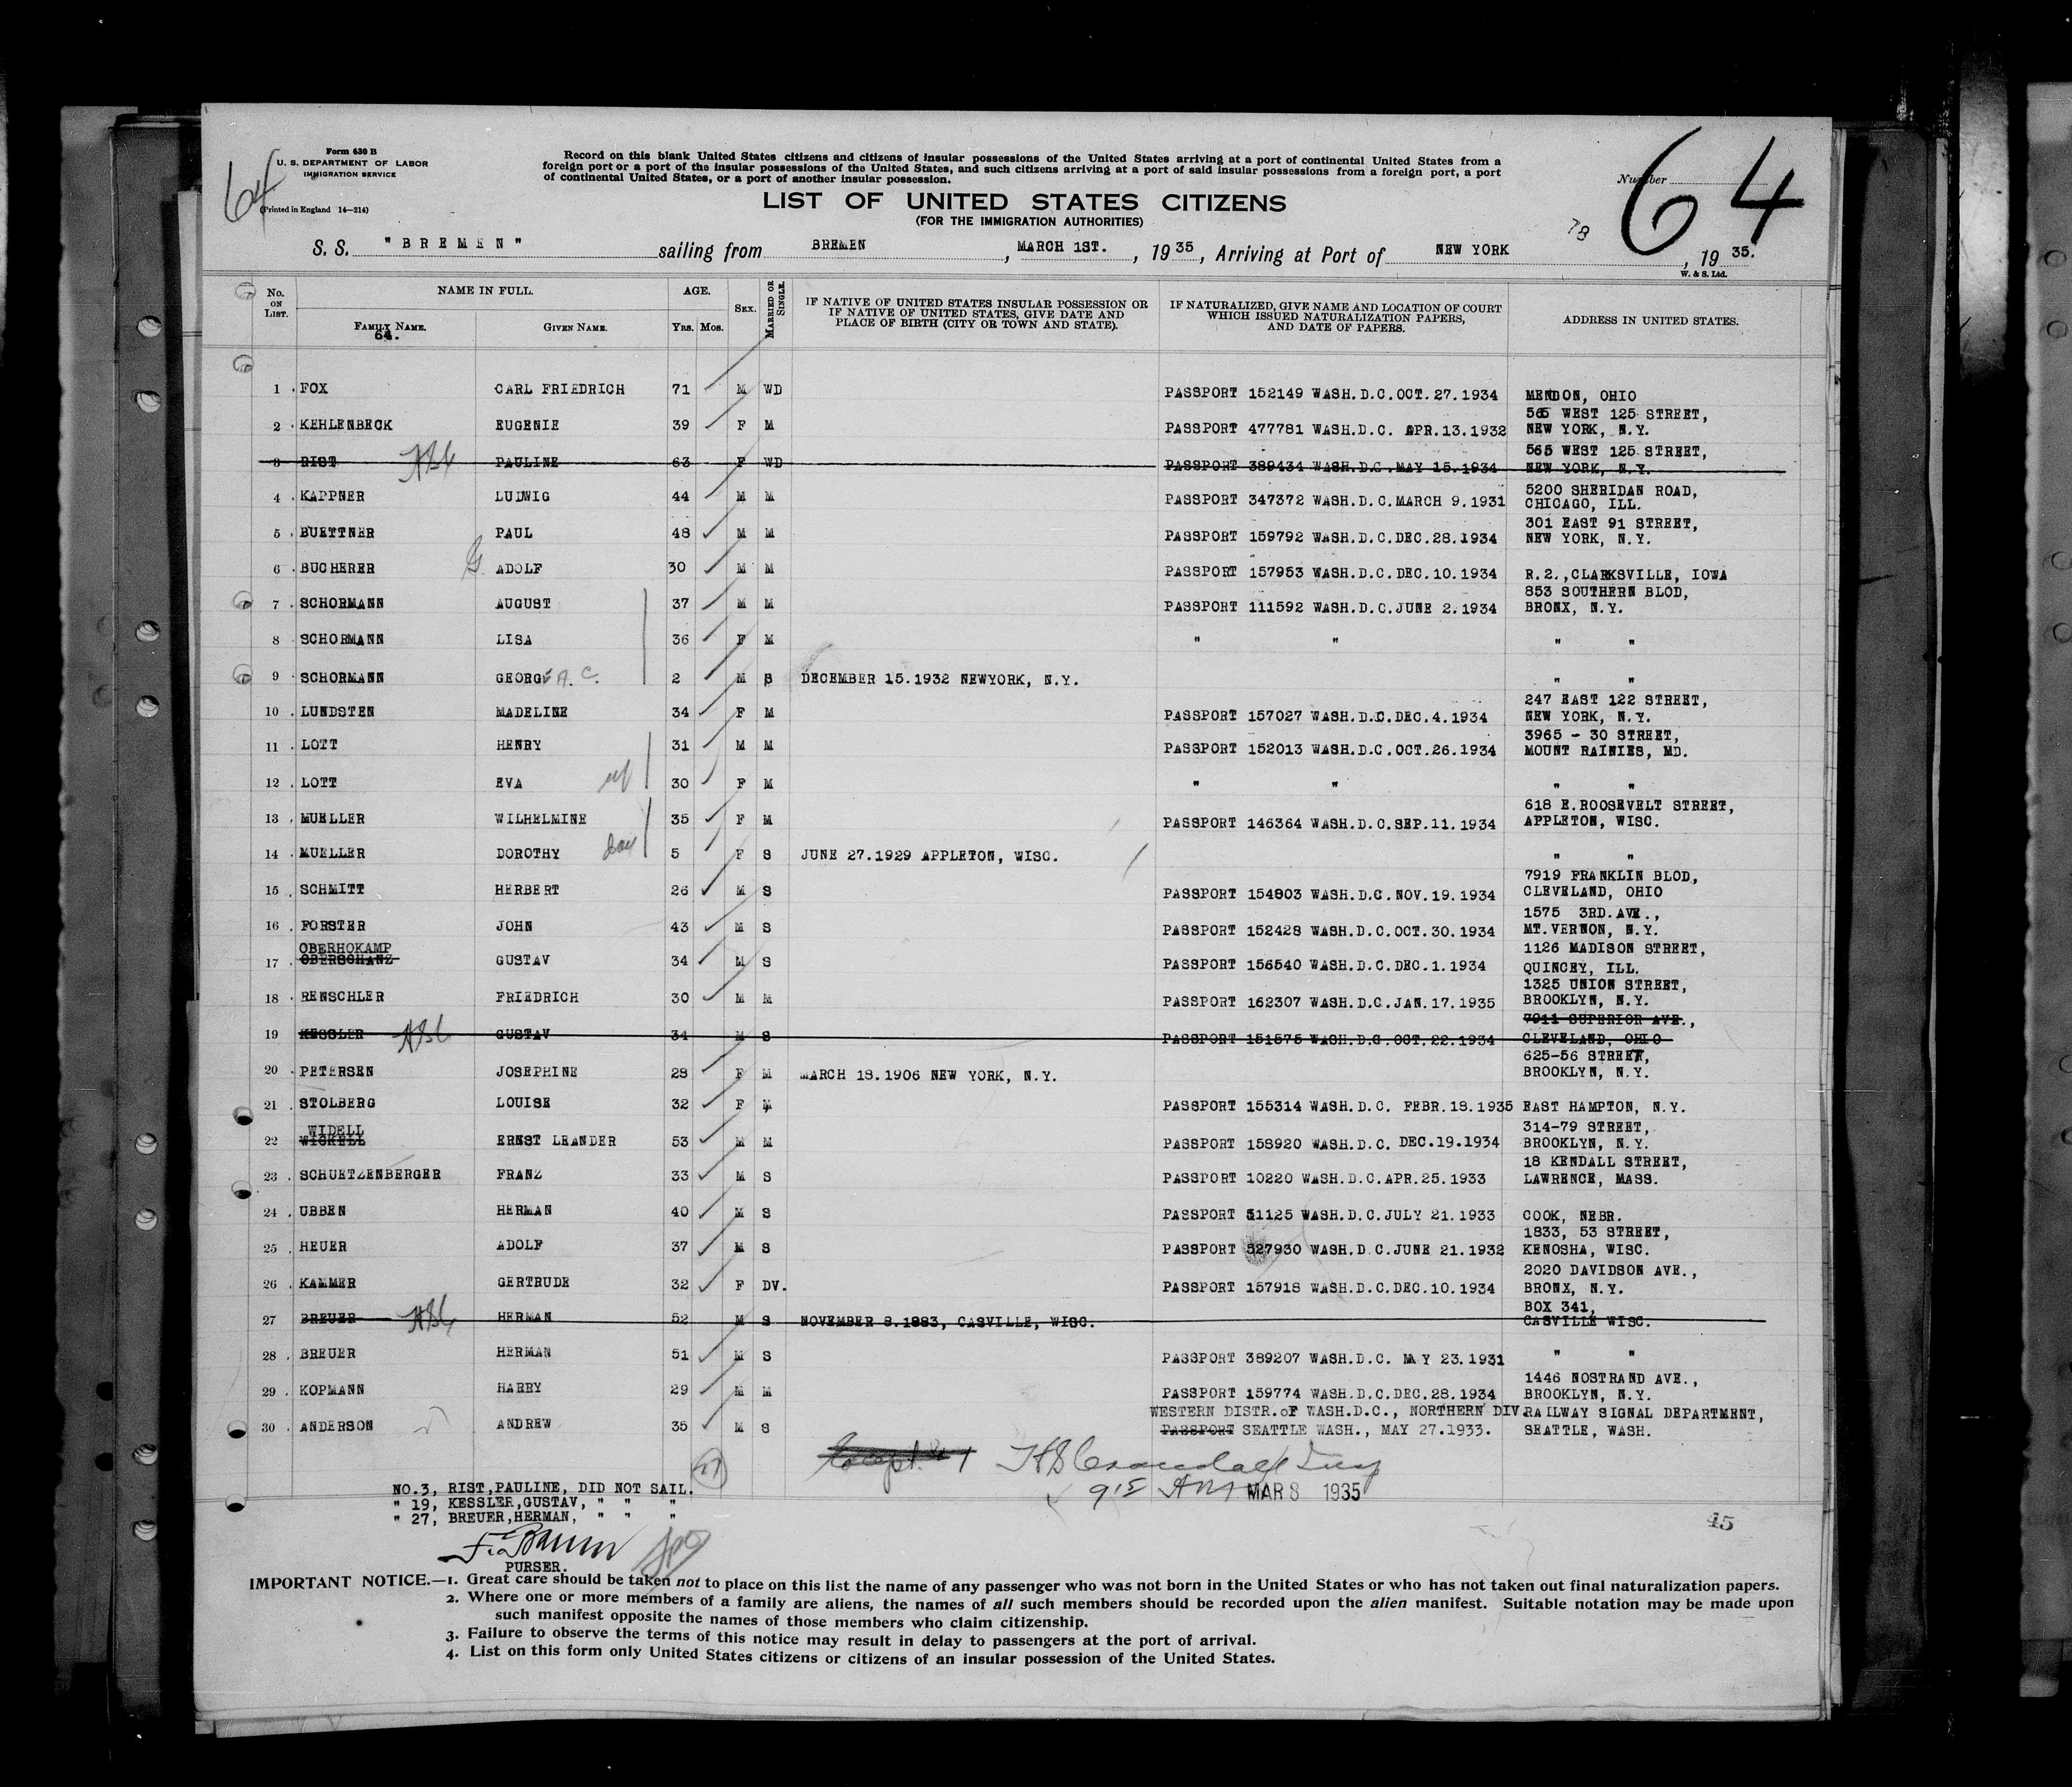 Form 630 B
U. S. DEPARTMENT OF LABOR
IMMIGRATION SERVICE
(Printed in England 14—214)
64
Record on this blank United States citizens and citizens of insular possessions of the United States arriving at a port of continental United States from a
foreign port or a port of the insular possessions of the United States, and such citizens arriving at a port of said insular possessions from a foreign port, a port
of continental United States, or a port of another insular possession.
LIST OF UNITED STATES CITIZENS
(FOR THE IMMIGRATION AUTHORITIES)
Number 64
78
S. S. "BREMEN" sailing from BREMEN, MARCH 1ST., 1935, Arriving at Port of NEW YORK, 1935.
W. & S. Ltd.
No. ON LIST. NAME IN FULL. AGE. SEX. MARRIED OR SINGLE. IF NATIVE OF UNITED STATES INSULAR POSSESSION OR IF NATIVE OF UNITED STATES, GIVE DATE AND PLACE OF BIRTH (CITY OR TOWN AND STATE). IF NATURALIZED, GIVE NAME AND LOCATION OF COURT WHICH ISSUED NATURALIZATION PAPERS, AND DATE OF PAPERS. ADDRESS IN UNITED STATES.
FAMILY NAME. GIVEN NAME. Yrs. Mos.
64.
1 FOX CARL FRIEDRICH 71 M WD PASSPORT 152149 WASH.D.C.OCT.27.1934 MENDON, OHIO
2 KEHLENBECK EUGENIE 39 F M PASSPORT 477781 WASH.D.C. APR.13.1932 565 WEST 125 STREET, NEW YORK, N.Y.
3 RIST PAULINE 63 F WD PASSPORT 389434 WASH.D.C.MAY 15.1934 565 WEST 125 STREET, NEW YORK, N.Y.
4 KAPPNER LUDWIG 44 M M PASSPORT 347372 WASH.D.C.MARCH 9.1931 5200 SHERIDAN ROAD, CHICAGO, ILL.
5 BUETTNER PAUL 48 M M PASSPORT 159792 WASH.D.C.DEC.28.1934 301 EAST 91 STREET, NEW YORK, N.Y.
6 BUCHERER G. ADOLF 30 M M PASSPORT 157953 WASH.D.C.DEC.10.1934 R.2.,CLARKSVILLE, IOWA
7 SCHORMANN AUGUST 37 M M PASSPORT 111592 WASH.D.C.JUNE 2.1934 853 SOUTHERN BLOD, BRONX, N.Y.
8 SCHORMANN LISA 36 F M " " " "
9 SCHORMANN GEORGE A. C. 2 M S DECEMBER 15.1932 NEWYORK, N.Y. " "
10 LUNDSTEN MADELINE 34 F M PASSPORT 157027 WASH.D.C.DEC.4.1934 247 EAST 122 STREET, NEW YORK, N.Y.
11 LOTT HENRY 31 M M PASSPORT 152013 WASH.D.C.OCT.26.1934 3965 - 30 STREET, MOUNT RAINIES, MD.
12 LOTT EVA wf 30 F M " " " "
13 MUELLER WILHELMINE 35 F M PASSPORT 146364 WASH.D.C.SEP.11.1934 618 E.ROOSEVELT STREET, APPLETON, WISC.
14 MUELLER DOROTHY dau 5 F S JUNE 27.1929 APPLETON, WISC. " "
15 SCHMITT HERBERT 26 M S PASSPORT 154803 WASH.D.C.NOV.19.1934 7919 FRANKLIN BLOD, CLEVELAND, OHIO
16 FORSTER JOHN 43 M S PASSPORT 152428 WASH.D.C.OCT.30.1934 1575 3RD.AVE., MT.VERNON, N.Y.
17 OBERHOKAMP OBERSCHANZ GUSTAV 34 M S PASSPORT 156540 WASH.D.C.DEC.1.1934 1126 MADISON STREET, QUINCEY, ILL.
18 RENSCHLER FRIEDRICH 30 M M PASSPORT 162307 WASH.D.C.JAN.17.1935 1325 UNION STREET, BROOKLYN, N.Y.
19 KESSLER GUSTAV 34 M S PASSPORT 151575 WASH.D.C.OCT.22.1934 7911 SUPERIOR AVE., CLEVELAND, OHIO
20 PETERSEN JOSEPHINE 28 F M MARCH 18.1906 NEW YORK, N.Y. 625-56 STREET, BROOKLYN, N.Y.
21 STOLBERG LOUISE 32 F M PASSPORT 155314 WASH.D.C. FEBR.18.1935 EAST HAMPTON, N.Y.
22 WIDELL WICKELL ERNST LEANDER 53 M M PASSPORT 158920 WASH.D.C. DEC.19.1934 314-79 STREET, BROOKLYN, N.Y.
23 SCHUETZENBERGER FRANZ 33 M S PASSPORT 10220 WASH.D.C.APR.25.1933 18 KENDALL STREET, LAWRENCE, MASS.
24 UBBEN HERMAN 40 M S PASSPORT 51125 WASH.D.C.JULY 21.1933 COOK, NEBR.
25 HEUER ADOLF 37 M S PASSPORT 527930 WASH.D.C.JUNE 21.1932 1833, 53 STREET, KENOSHA, WISC.
26 KAMMER GERTRUDE 32 F DV. PASSPORT 157918 WASH.D.C.DEC.10.1934 2020 DAVIDSON AVE., BRONX, N.Y.
27 BREUER HERMAN 52 M S NOVEMBER 8.1883, CASVILLE, WISC. BOX 341, CASVILLE WISC.
28 BREUER HERMAN 51 M S PASSPORT 389207 WASH.D.C. MAY 23.1931 " "
29 KOPMANN HARRY 29 M M PASSPORT 159774 WASH.D.C.DEC.28.1934 1446 NOSTRAND AVE., BROOKLYN, N.Y.
30 ANDERSON ANDREW 35 M S WESTERN DISTR.OF WASH.D.C., NORTHERN DIV. PASSPORT SEATTLE WASH., MAY 27.1933. RAILWAY SIGNAL DEPARTMENT, SEATTLE, WASH.
27
9 15 AM MAR 8 1935
NO.3, RIST,PAULINE, DID NOT SAIL.
" 19, KESSLER,GUSTAV, " " "
" 27, BREUER,HERMAN, " " "
PURSER.
45
IMPORTANT NOTICE.—1. Great care should be taken not to place on this list the name of any passenger who was not born in the United States or who has not taken out final naturalization papers.
2. Where one or more members of a family are aliens, the names of all such members should be recorded upon the alien manifest. Suitable notation may be made upon
such manifest opposite the names of those members who claim citizenship.
3. Failure to observe the terms of this notice may result in delay to passengers at the port of arrival.
4. List on this form only United States citizens or citizens of an insular possession of the United States.